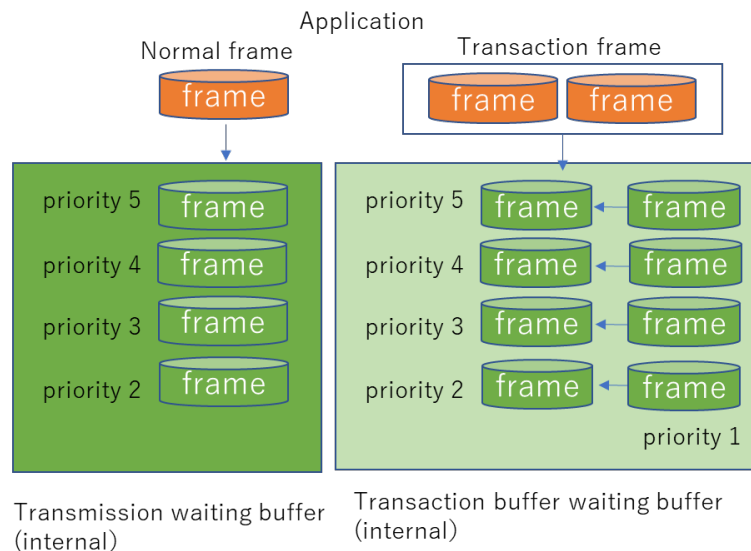 Application
Normal frame
Transaction frame
frame
frame frame
priority 5 frame
priority 4 frame
priority 3 frame
priority 2 frame
priority 5 frame frame
priority 4 frame frame
priority 3 frame frame
priority 2 frame frame
priority 1
Transmission waiting buffer
(internal)
Transaction buffer waiting buffer
(internal)